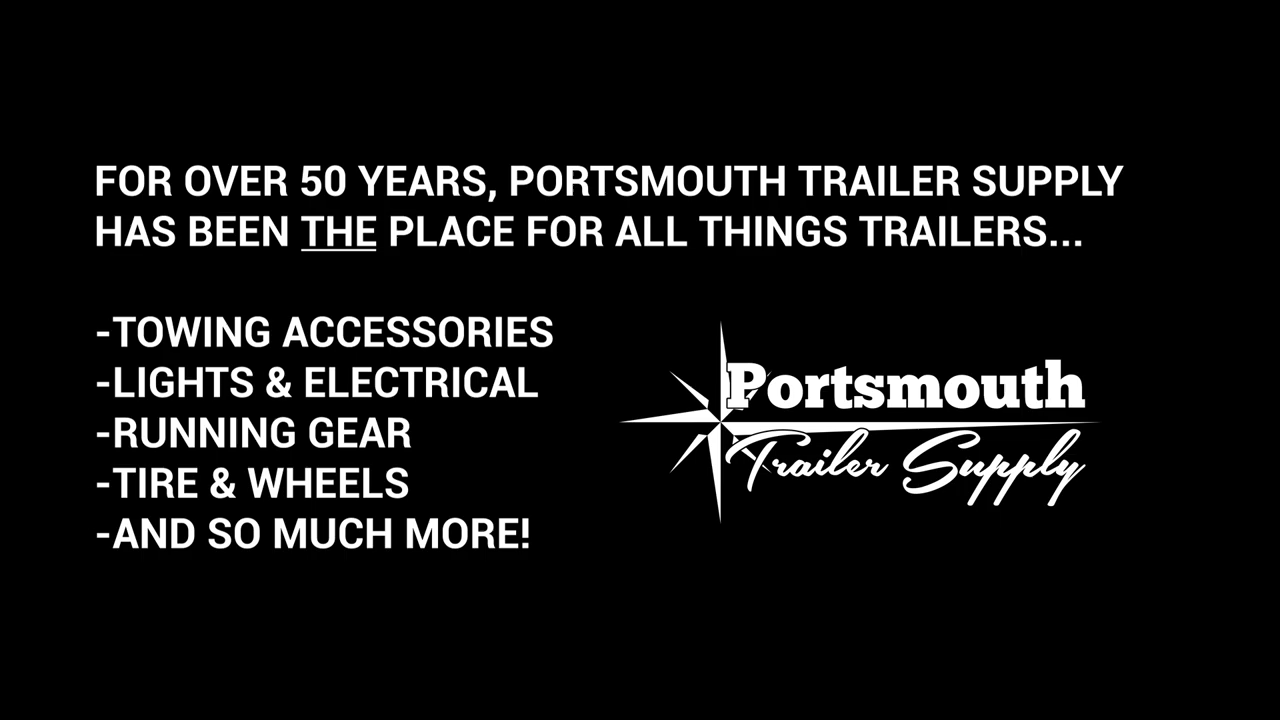 FOR OVER 50 YEARS, PORTSMOUTH TRAILER SUPPLY
HAS BEEN THE PLACE FOR ALL THINGS TRAILERS...
-TOWING ACCESSORIES
-LIGHTS & ELECTRICAL
-RUNNING GEAR
-TIRE & WHEELS
-AND SO MUCH MORE!
Portsmouth
Trailer Supply